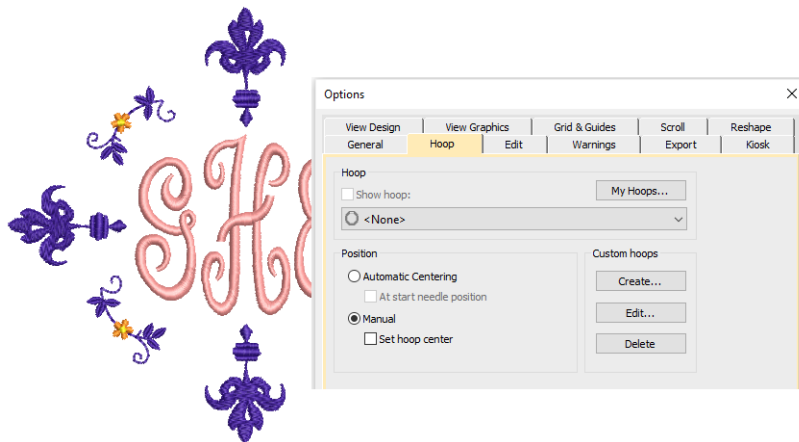 Options
View Design View Graphics Grid & Guides Scroll Reshape
General Hoop Edit Warnings Export Kiosk
Hoop
Show hoop: My Hoops...
<None>
Position Custom hoops
Automatic Centering Create...
At start needle position
Manual Edit...
Set hoop center Delete
SH